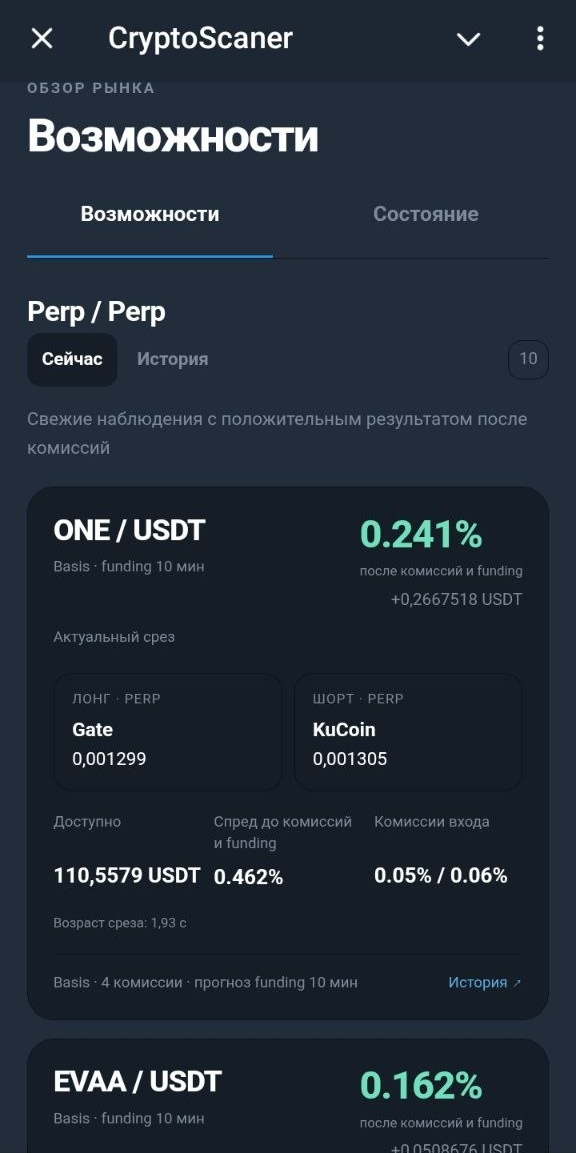 CryptoScaner
ОБЗОР РЫНКА
Возможности
Возможности Состояние
Perp / Perp
Сейчас История 10
Свежие наблюдения с положительным результатом после
комиссий
ONE / USDT 0.241%
Basis · funding 10 мин после комиссий и funding
+0,2667518 USDT
Актуальный срез
ЛОНГ · PERP
Gate
0,001299
ШОРТ · PERP
KuCoin
0,001305
Доступно
110,5579 USDT
Спред до комиссий
и funding
0.462%
Комиссии входа
0.05% / 0.06%
Возраст среза: 1,93 с
Basis · 4 комиссии · прогноз funding 10 мин История ↗
EVAA / USDT 0.162%
Basis · funding 10 мин после комиссий и funding
+0,0508676 USDT